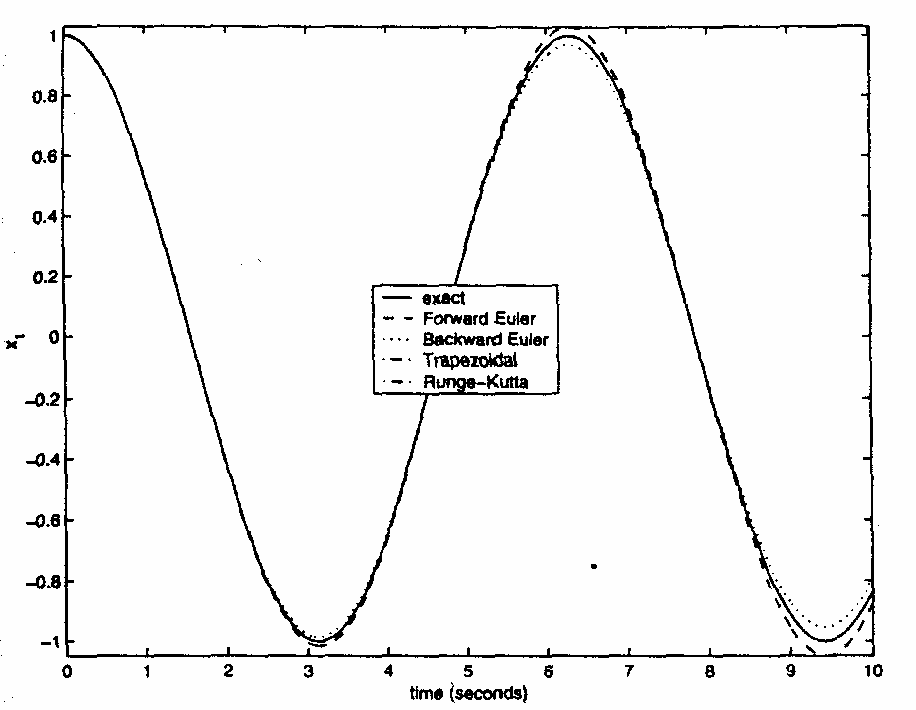 1
0.8
0.6
0.4
0.2
0
-0.2
-0.4
-0.6
-0.8
-1
x1
exact
Forward Euler
Backward Euler
Trapezoidal
Runge-Kutta
0 1 2 3 4 5 6 7 8 9 10
time (seconds)